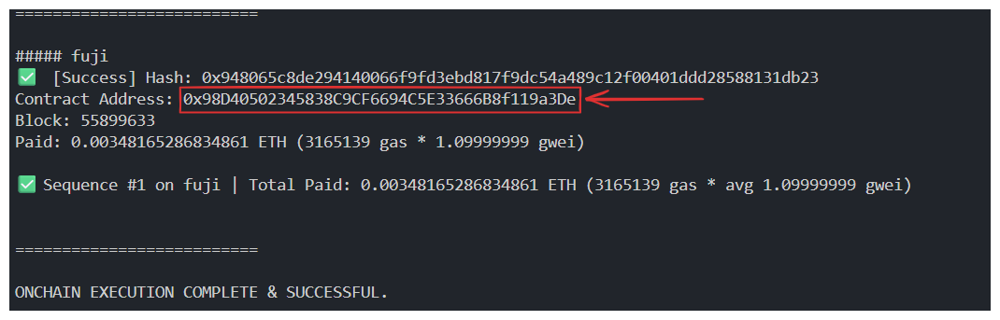 ==========================
##### fuji
✅ [Success] Hash: 0x948065c8de294140066f9fd3ebd817f9dc54a489c12f00401ddd28588131db23
Contract Address: 0x98D40502345838C9CF6694C5E33666B8f119a3De
Block: 55899633
Paid: 0.00348165286834861 ETH (3165139 gas * 1.09999999 gwei)
✅ Sequence #1 on fuji | Total Paid: 0.00348165286834861 ETH (3165139 gas * avg 1.09999999 gwei)
==========================
ONCHAIN EXECUTION COMPLETE & SUCCESSFUL.